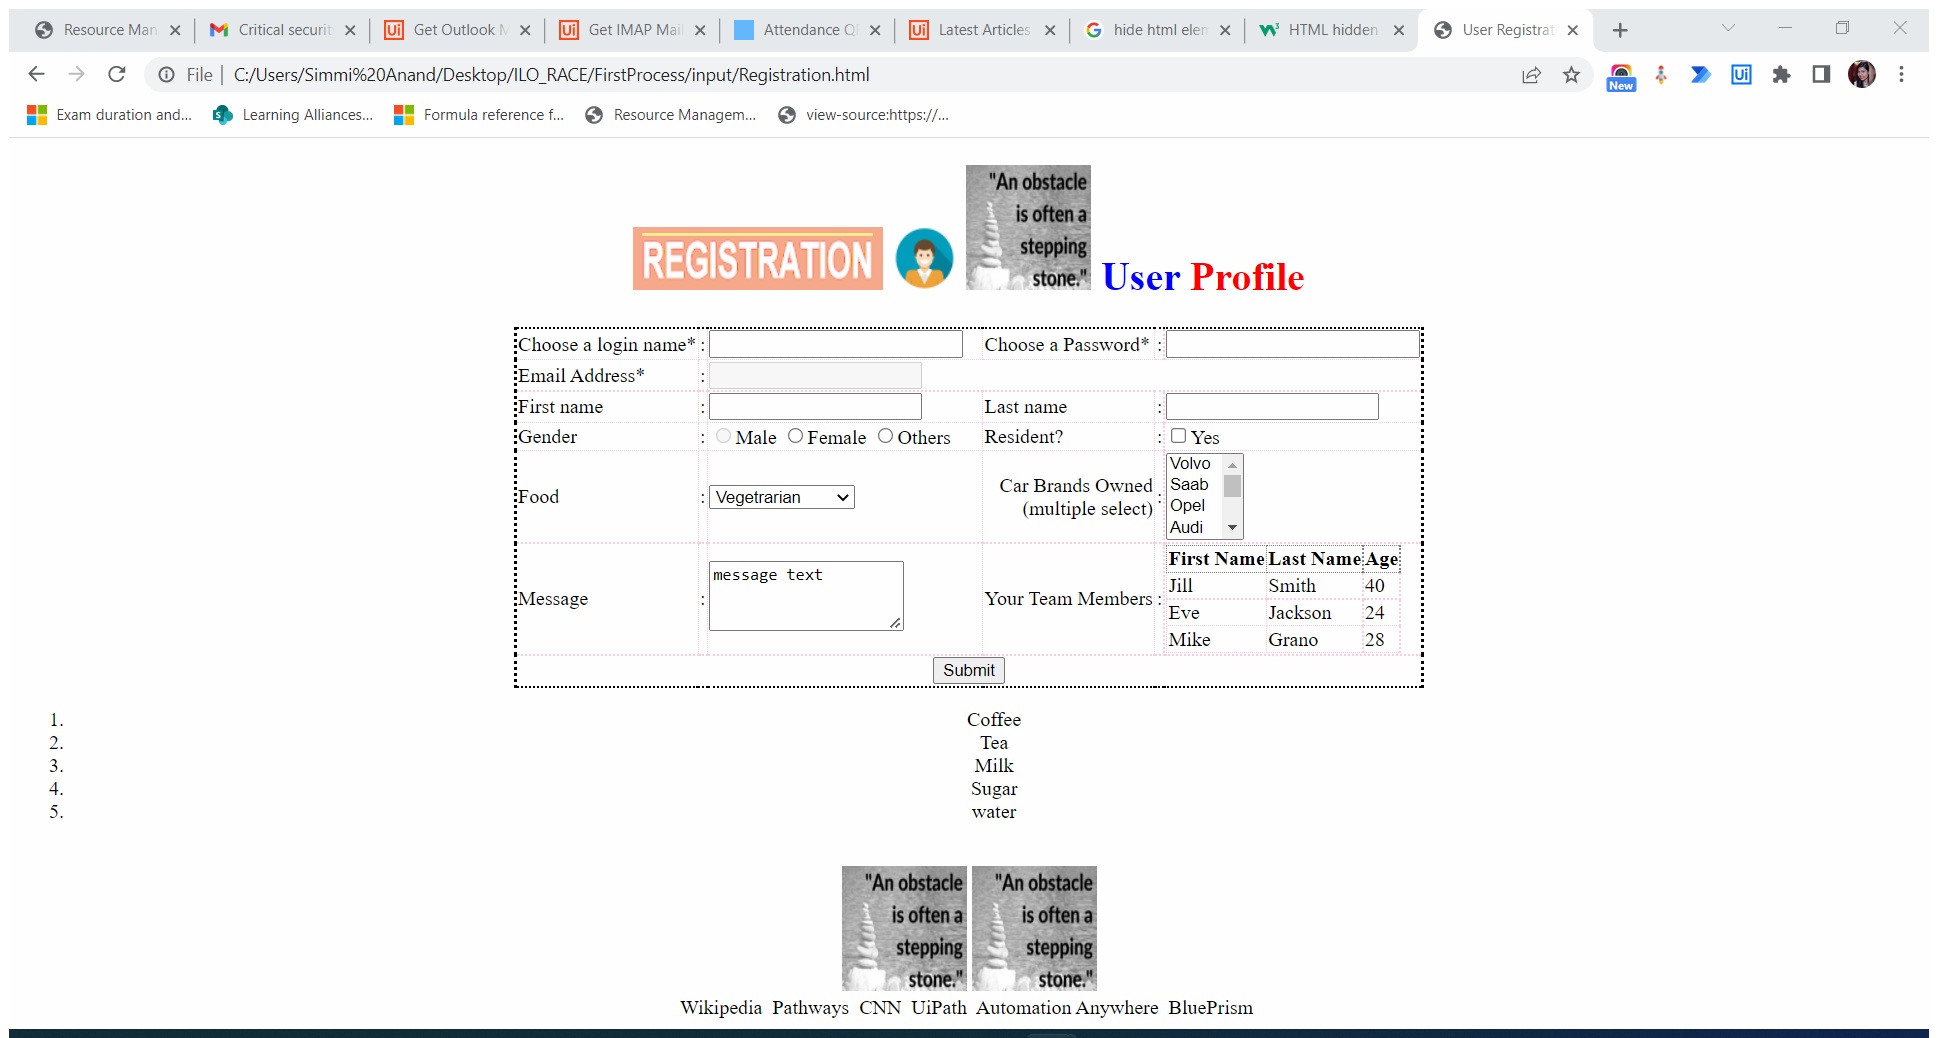 Resource Man
Critical securit
Get Outlook M
Get IMAP Mai
Attendance Q
Latest Articles
hide html elen
HTML hidden
User Registrat
File | C:/Users/Simmi%20Anand/Desktop/ILO_RACE/FirstProcess/input/Registration.html
New
Exam duration and...
Learning Alliances...
Formula reference f...
Resource Managem...
view-source:https://...
REGISTRATION
"An obstacle
is often a
stepping
stone."
User Profile
Choose a login name* : Choose a Password* :
Email Address* :
First name : Last name :
Gender : Male Female Others Resident? : Yes
Food : Vegetrarian
Car Brands Owned
(multiple select) :
Volvo
Saab
Opel
Audi
Message : message text
Your Team Members :
First Name Last Name Age
Jill Smith 40
Eve Jackson 24
Mike Grano 28
Submit
1. Coffee
2. Tea
3. Milk
4. Sugar
5. water
"An obstacle
is often a
stepping
stone."
"An obstacle
is often a
stepping
stone."
Wikipedia Pathways CNN UiPath Automation Anywhere BluePrism